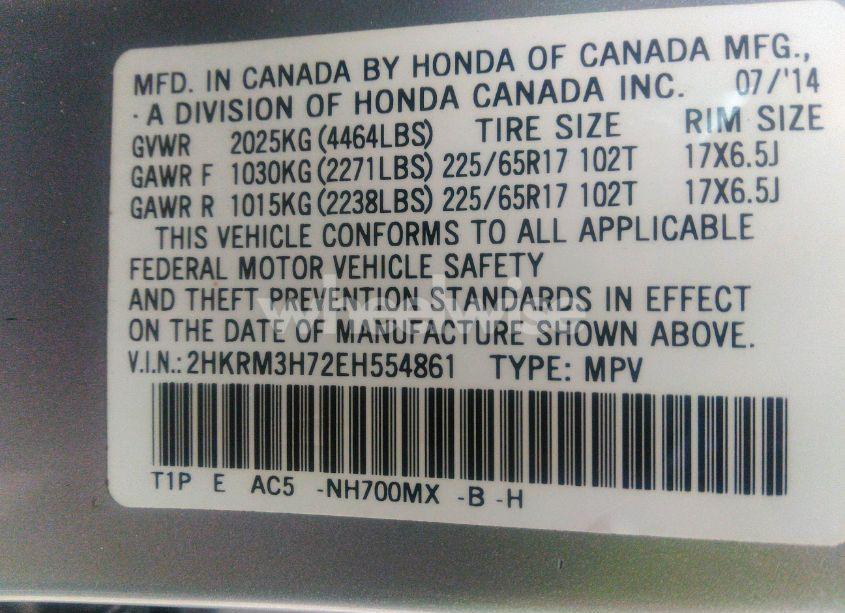 MFD. IN CANADA BY HONDA OF CANADA MFG.,
· A DIVISION OF HONDA CANADA INC. 07/'14
GVWR 2025KG (4464LBS) TIRE SIZE RIM SIZE
GAWR F 1030KG (2271LBS) 225/65R17 102T 17X6.5J
GAWR R 1015KG (2238LBS) 225/65R17 102T 17X6.5J
THIS VEHICLE CONFORMS TO ALL APPLICABLE
FEDERAL MOTOR VEHICLE SAFETY
AND THEFT PREVENTION STANDARDS IN EFFECT
wheelwise
ON THE DATE OF MANUFACTURE SHOWN ABOVE.
V.I.N.: 2HKRM3H72EH554861 TYPE: MPV
T1P E AC5 -NH700MX -B -H